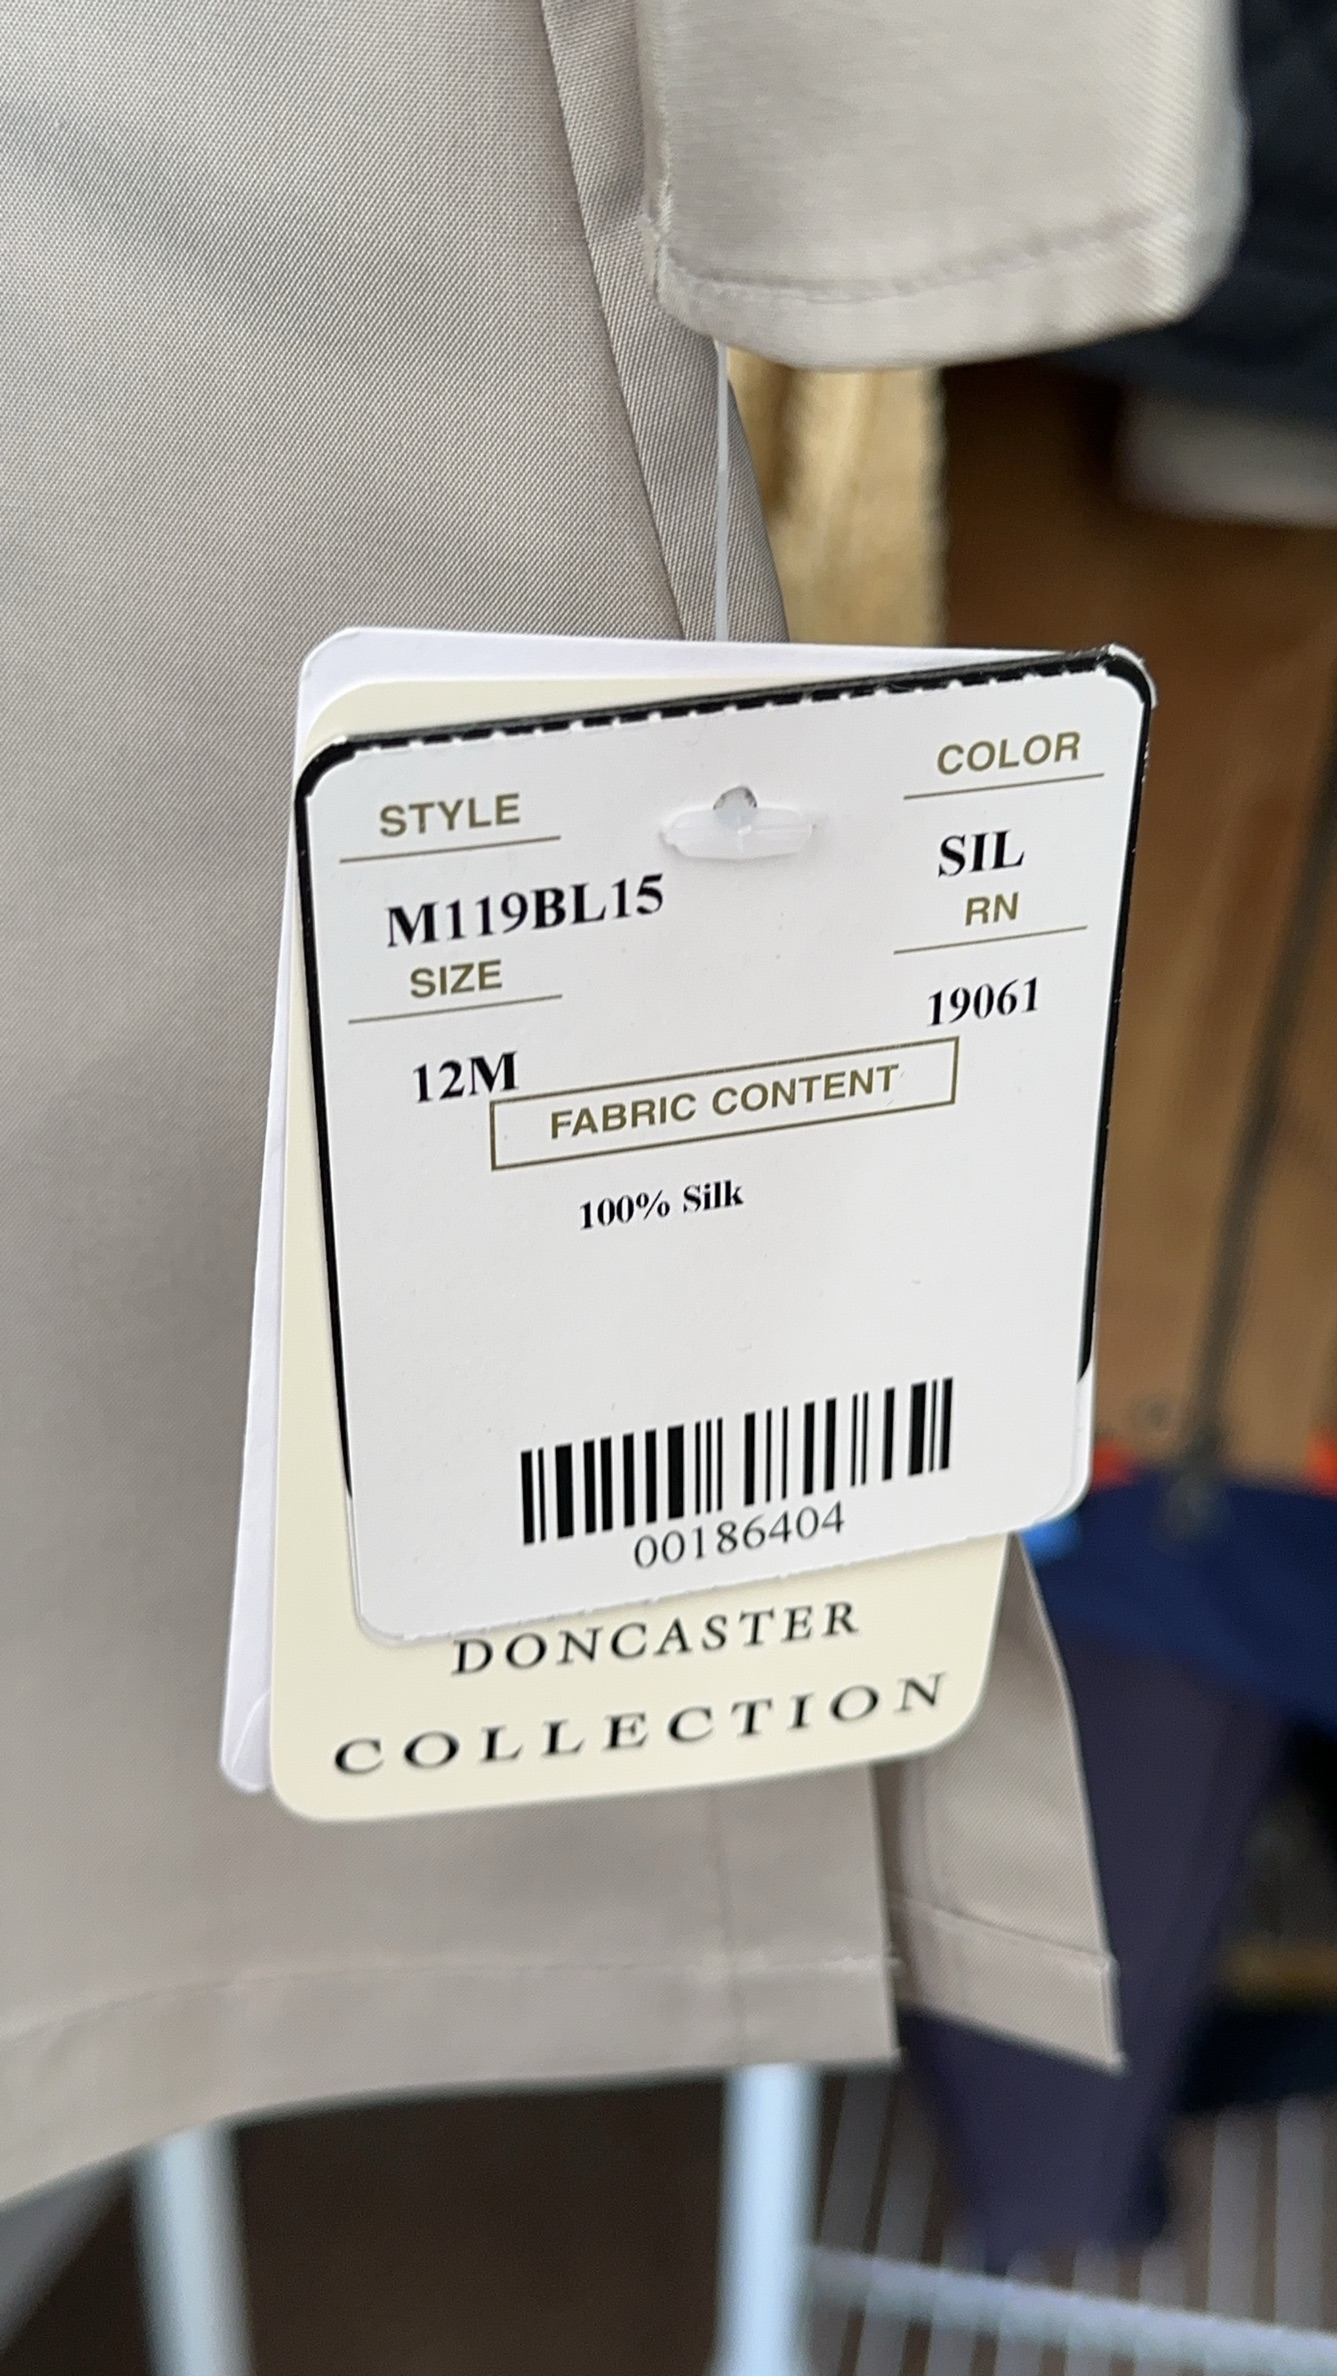 STYLE
COLOR
M119BL15
SIL
SIZE
RN
12M
19061
FABRIC CONTENT
100% Silk
00186404
DONCASTER
COLLECTION